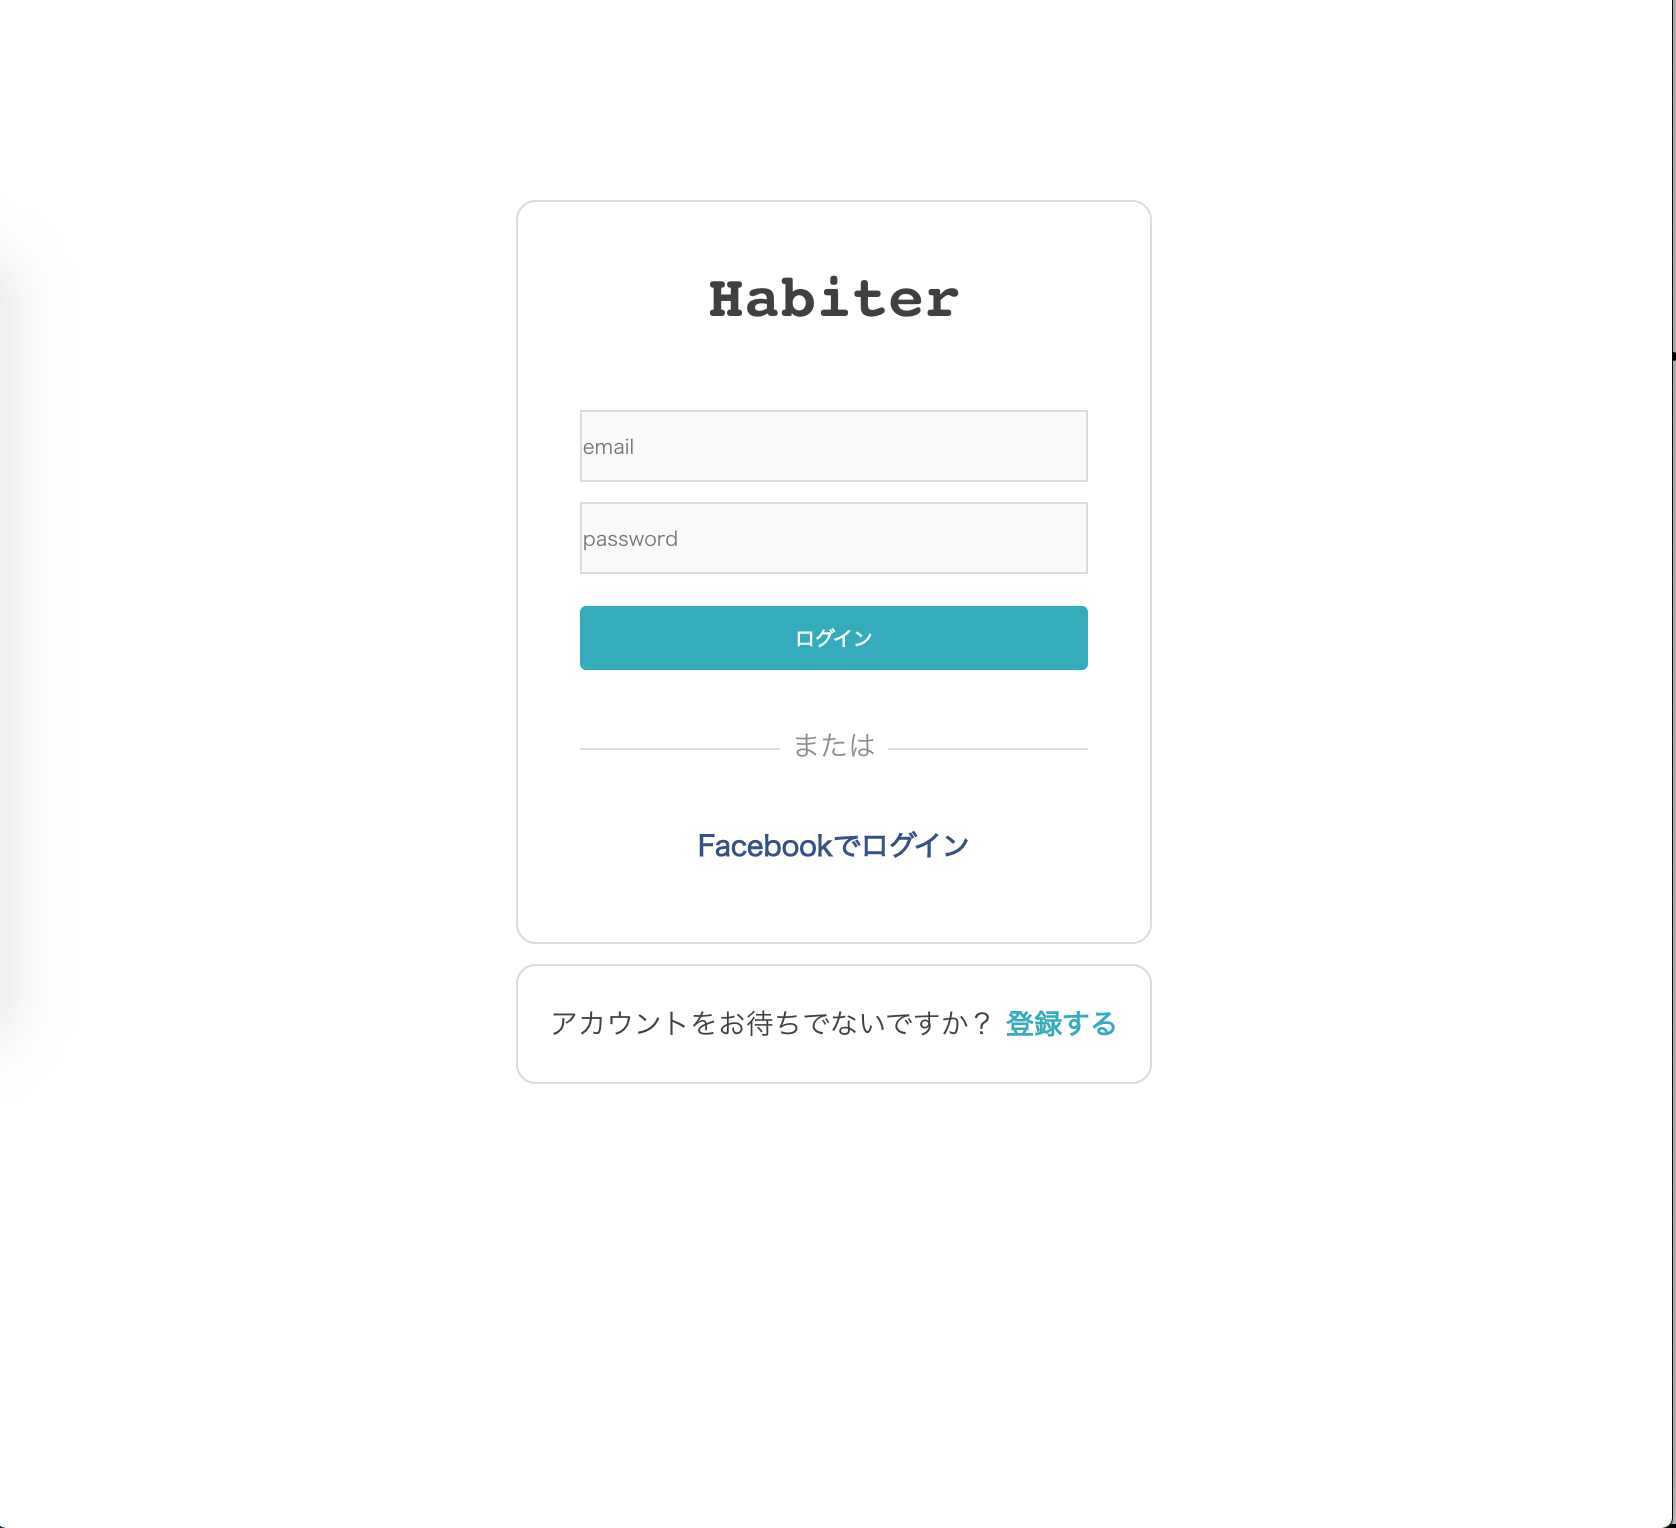 Habiter
email
password
ログイン
または
Facebookでログイン
アカウントをお待ちでないですか？ 登録する